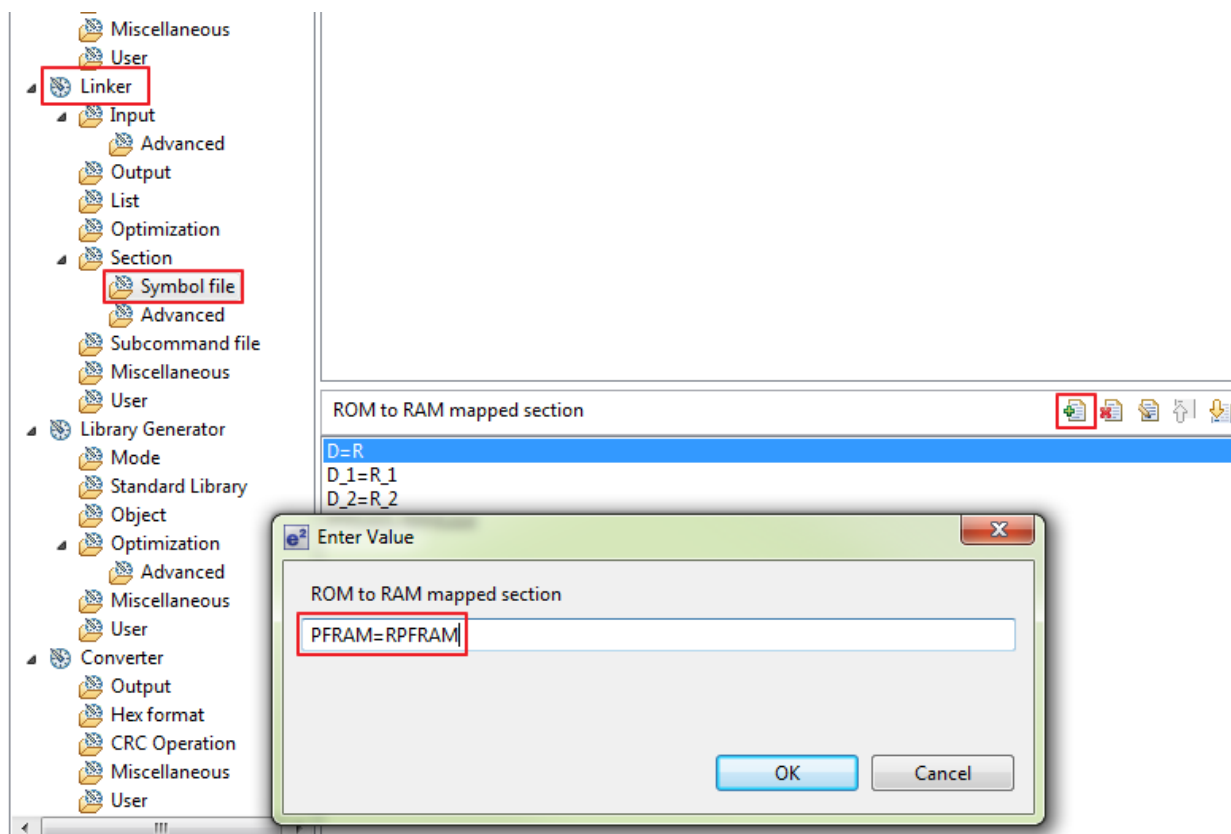 Miscellaneous
User
Linker
Input
Advanced
Output
List
Optimization
Section
Symbol file
Advanced
Subcommand file
Miscellaneous
User
Library Generator
Mode
Standard Library
Object
Optimization
Advanced
Miscellaneous
User
Converter
Output
Hex format
CRC Operation
Miscellaneous
User
ROM to RAM mapped section
D=R
D_1=R_1
D_2=R_2
e² Enter Value
ROM to RAM mapped section
PFRAM=RPFRAM
OK Cancel